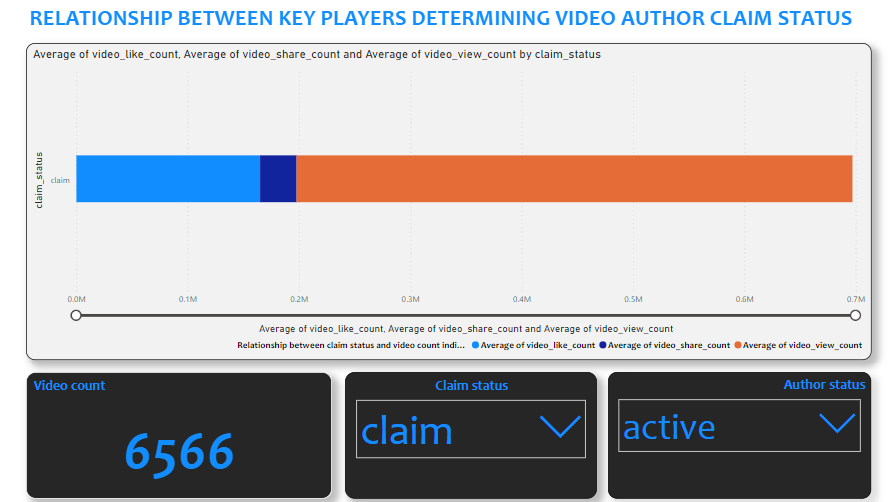 RELATIONSHIP BETWEEN KEY PLAYERS DETERMINING VIDEO AUTHOR CLAIM STATUS
Average of video_like_count, Average of video_share_count and Average of video_view_count by claim_status
claim_status
claim
0.0M 0.1M 0.2M 0.3M 0.4M 0.5M 0.6M 0.7M
Average of video_like_count, Average of video_share_count and Average of video_view_count
Relationship between claim status and video count indi... Average of video_like_count Average of video_share_count Average of video_view_count
Video count
6566
Claim status
claim
Author status
active